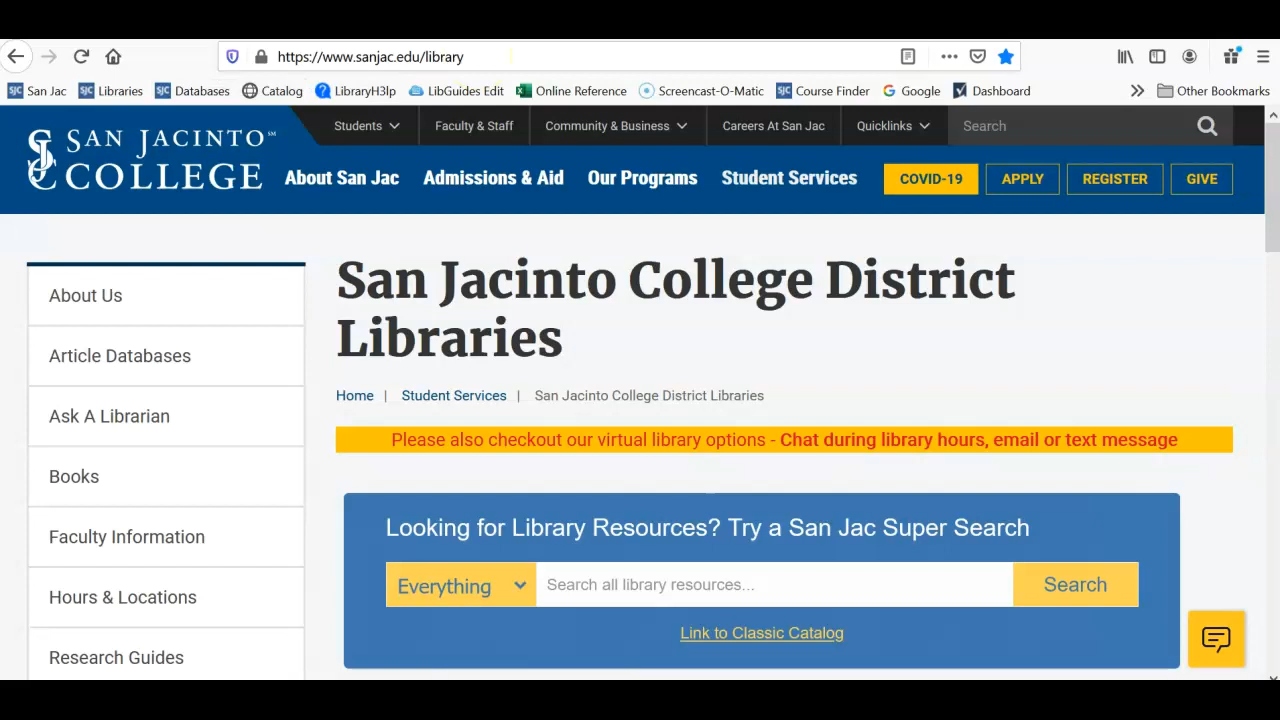 https://www.sanjac.edu/library
San Jac Libraries Databases Catalog LibraryH3lp LibGuides Edit Online Reference Screencast-O-Matic Course Finder Google Dashboard Other Bookmarks
Students Faculty & Staff Community & Business Careers At San Jac Quicklinks Search
SAN JACINTO℠
COLLEGE
About San Jac Admissions & Aid Our Programs Student Services COVID-19 APPLY REGISTER GIVE
San Jacinto College District
Libraries
Home | Student Services | San Jacinto College District Libraries
Please also checkout our virtual library options - Chat during library hours, email or text message
About Us
Article Databases
Ask A Librarian
Books
Faculty Information
Hours & Locations
Research Guides
Looking for Library Resources? Try a San Jac Super Search
Everything Search all library resources... Search
Link to Classic Catalog